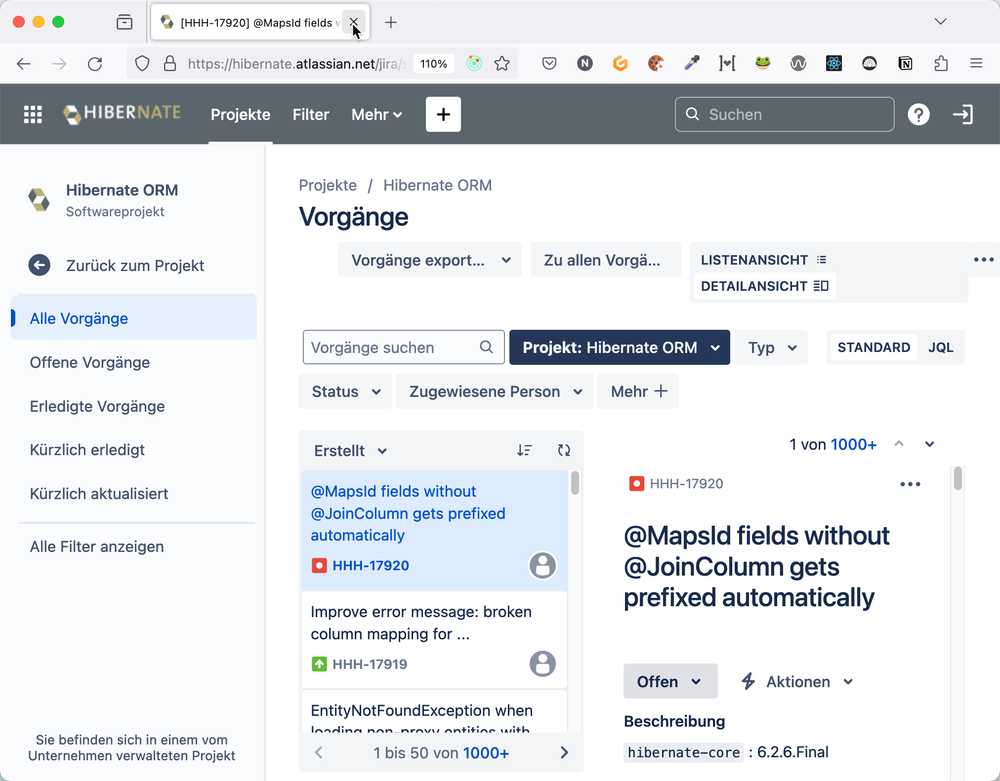 [HHH-17920] @MapsId fields
https://hibernate.atlassian.net/jira/s
110%
HIBERNATE
Projekte
Filter
Mehr
Suchen
Hibernate ORM
Softwareprojekt
Zurück zum Projekt
Alle Vorgänge
Offene Vorgänge
Erledigte Vorgänge
Kürzlich erledigt
Kürzlich aktualisiert
Alle Filter anzeigen
Sie befinden sich in einem vom
Unternehmen verwalteten Projekt
Projekte / Hibernate ORM
Vorgänge
Vorgänge export...
Zu allen Vorgä...
LISTENANSICHT
DETAILANSICHT
Vorgänge suchen
Projekt: Hibernate ORM
Typ
STANDARD
JQL
Status
Zugewiesene Person
Mehr
Erstellt
@MapsId fields without
@JoinColumn gets prefixed
automatically
HHH-17920
Improve error message: broken
column mapping for ...
HHH-17919
EntityNotFoundException when
loading non-proxy entities with
1 bis 50 von 1000+
1 von 1000+
HHH-17920
@MapsId fields without
@JoinColumn gets
prefixed automatically
Offen
Aktionen
Beschreibung
hibernate-core : 6.2.6.Final